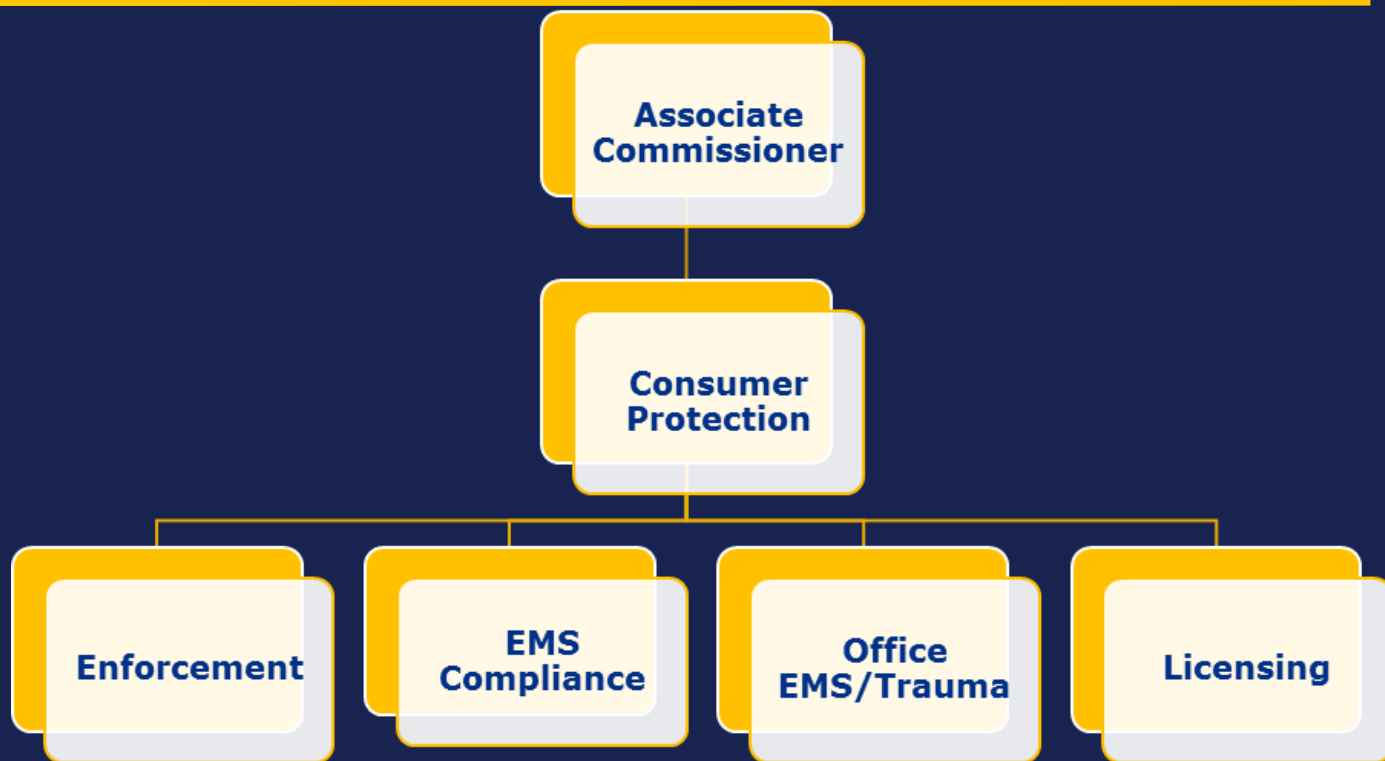 Associate
Commissioner
Consumer
Protection
Enforcement
EMS
Compliance
Office
EMS/Trauma
Licensing